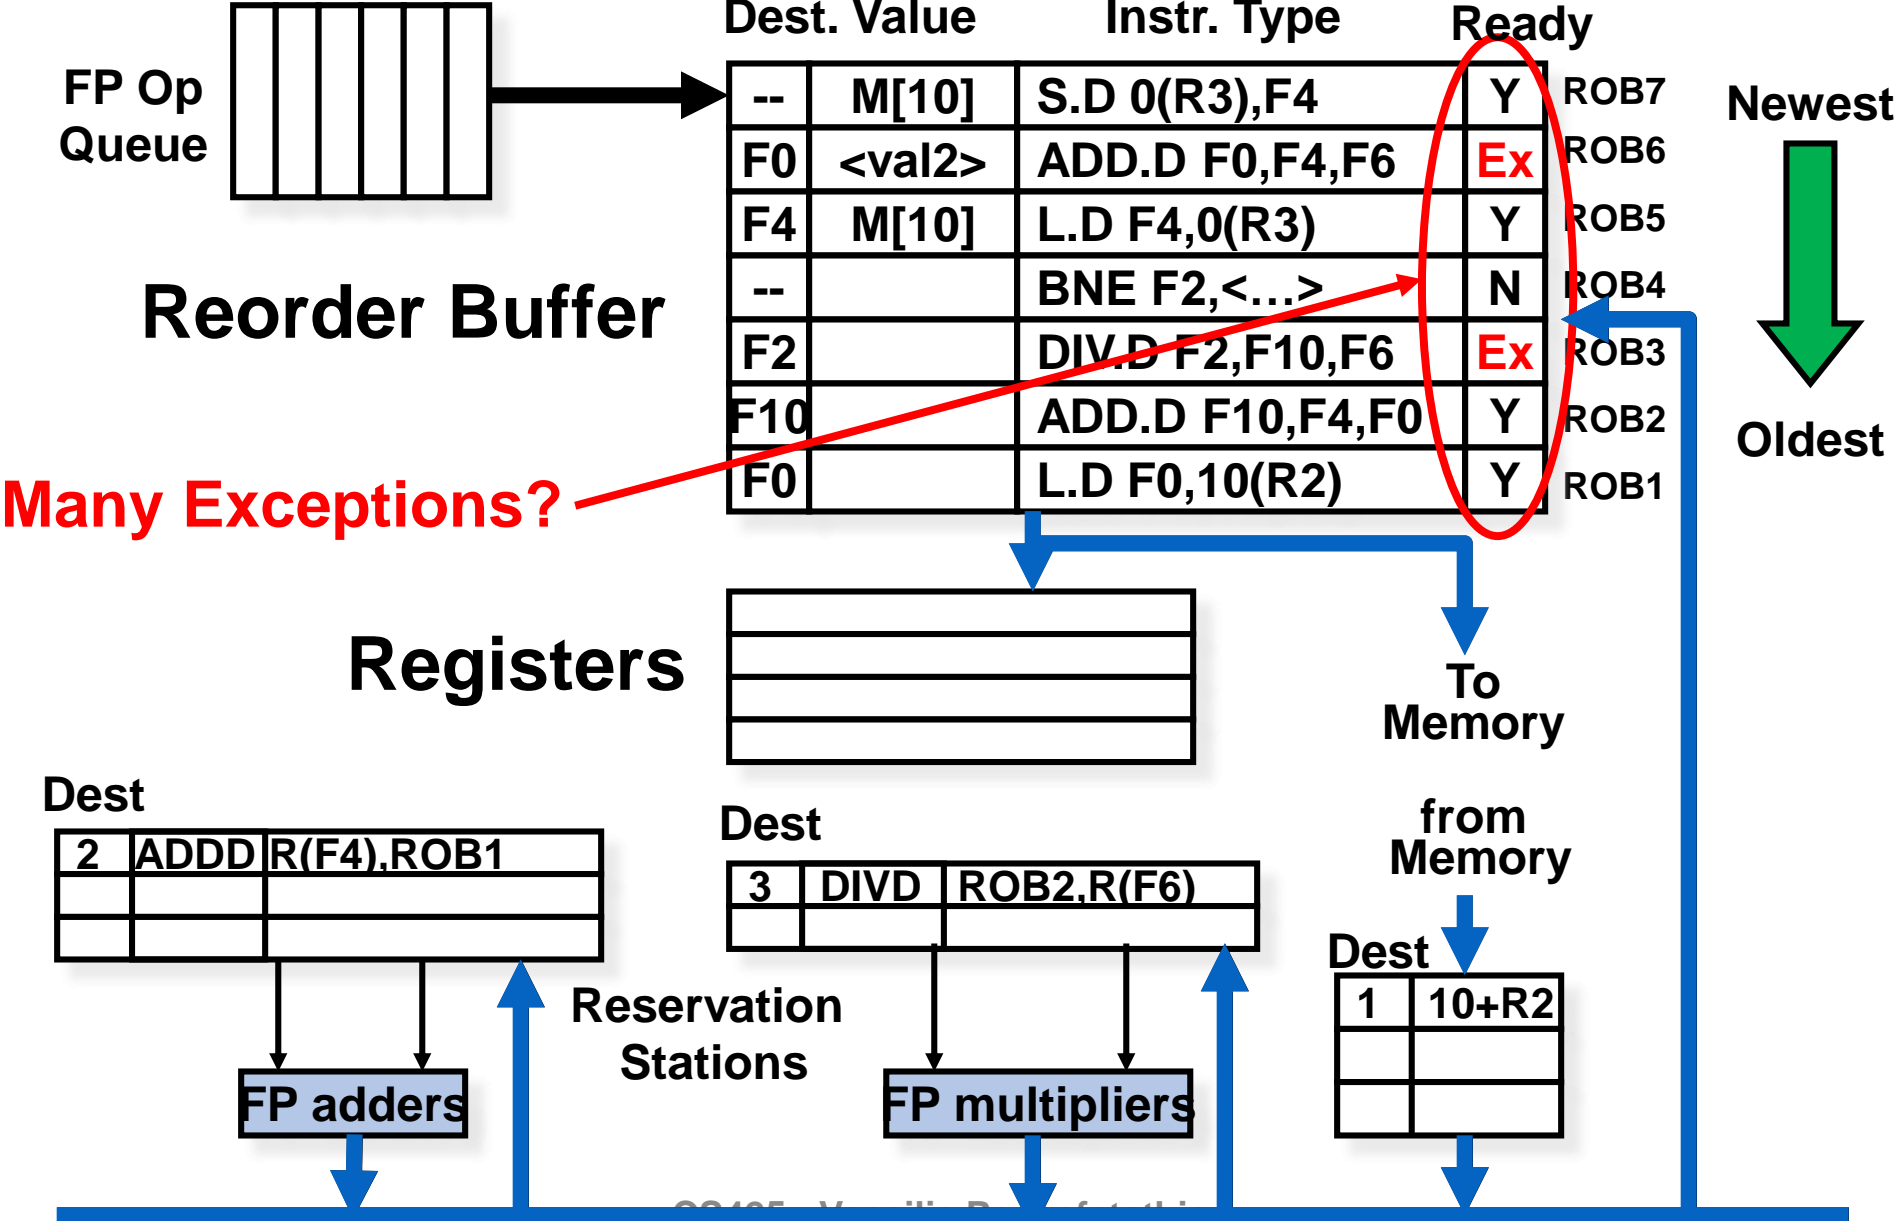 Dest. Value Instr. Type Ready
FP Op
Queue
-- M[10] S.D 0(R3),F4 Y ROB7
F0 <val2> ADD.D F0,F4,F6 Ex ROB6
F4 M[10] L.D F4,0(R3) Y ROB5
-- BNE F2,<…> N ROB4
F2 DIV.D F2,F10,F6 Ex ROB3
F10 ADD.D F10,F4,F0 Y ROB2
F0 L.D F0,10(R2) Y ROB1
Newest
Oldest
Reorder Buffer
Many Exceptions?
Registers
To
Memory
Dest
2 ADDD R(F4),ROB1
Dest
3 DIVD ROB2,R(F6)
from
Memory
Dest
1 10+R2
Reservation
Stations
FP adders
FP multipliers